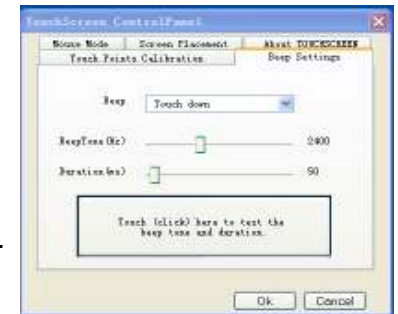 TouchScreen ControlPanel
Mouse Mode Screen Placement About TOUCHSCREEN
Touch Points Calibration Beep Settings
Beep Touch down
BeepTone(Hz) 2400
Duration(ms) 50
Touch (click) here to test the
beep tone and duration.
Ok Cancel